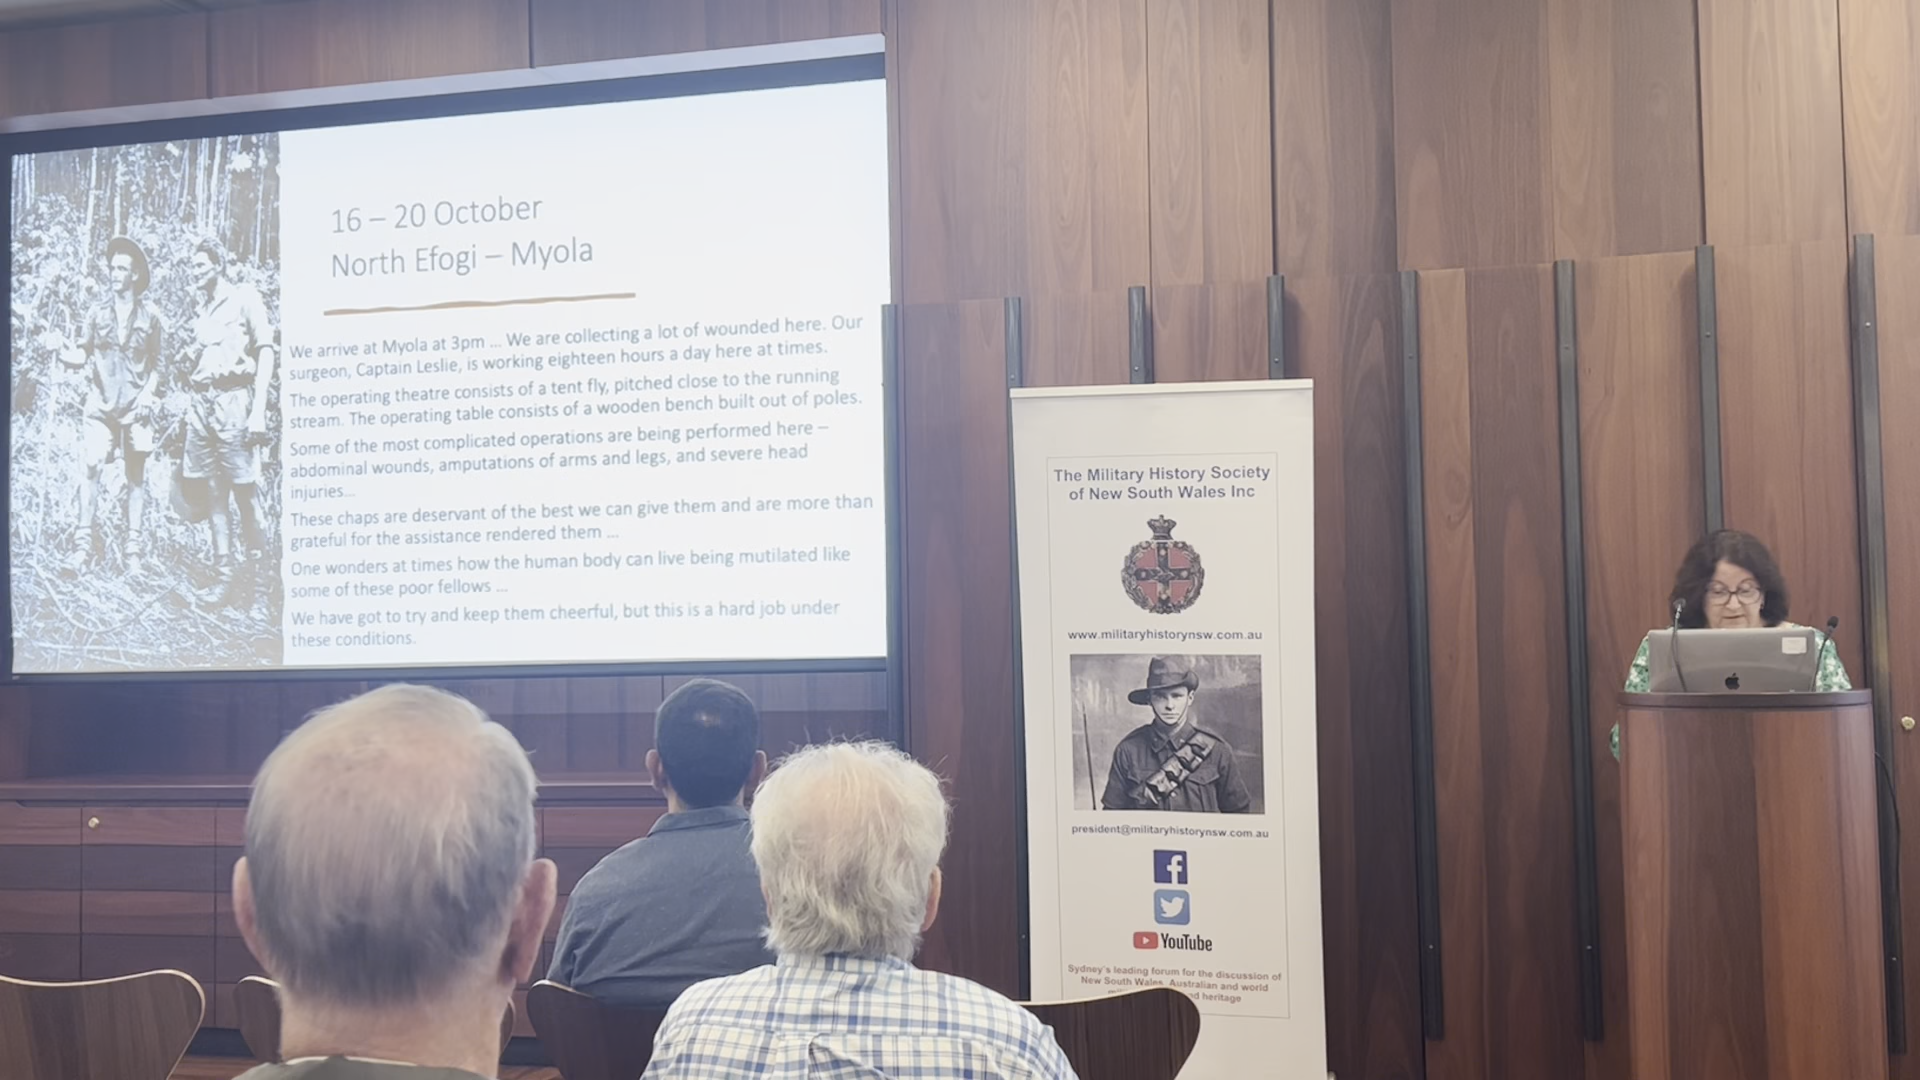 16 – 20 October
North Efogi – Myola
We arrive at Myola at 3pm ... We are collecting a lot of wounded here. Our
surgeon, Captain Leslie, is working eighteen hours a day here at times.
The operating theatre consists of a tent fly, pitched close to the running
stream. The operating table consists of a wooden bench built out of poles.
Some of the most complicated operations are being performed here –
abdominal wounds, amputations of arms and legs, and severe head
injuries...
These chaps are deservant of the best we can give them and are more than
grateful for the assistance rendered them ...
One wonders at times how the human body can live being mutilated like
some of these poor fellows ...
We have got to try and keep them cheerful, but this is a hard job under
these conditions.
The Military History Society
of New South Wales Inc
www.militaryhistorynsw.com.au
president@militaryhistorynsw.com.au
YouTube
Sydney's leading forum for the discussion of
New South Wales, Australian and world
heritage